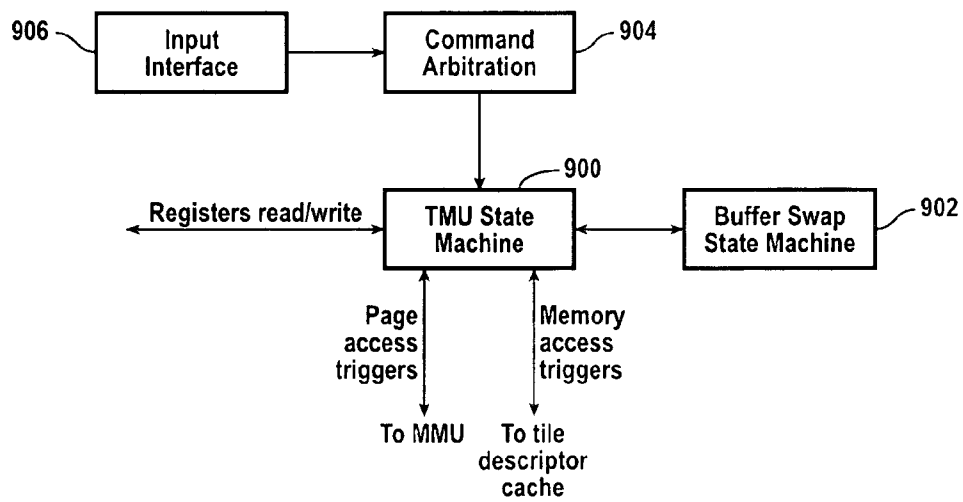 906
Input
Interface
Command
Arbitration
904
900
Registers read/write
TMU State
Machine
Buffer Swap
State Machine
902
Page
access
triggers
Memory
access
triggers
To MMU
To tile
descriptor
cache